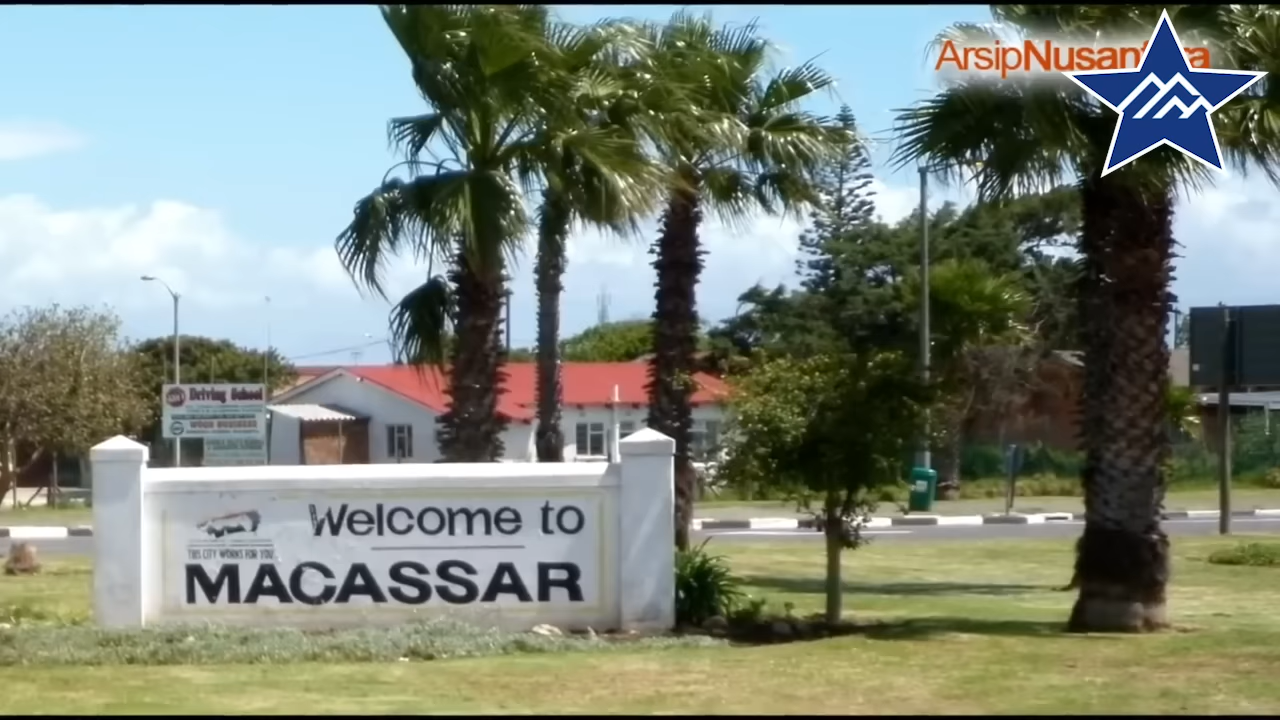 ArsipNusantara
Driving School
Welcome to
THIS CITY WORKS FOR YOU
MACASSAR